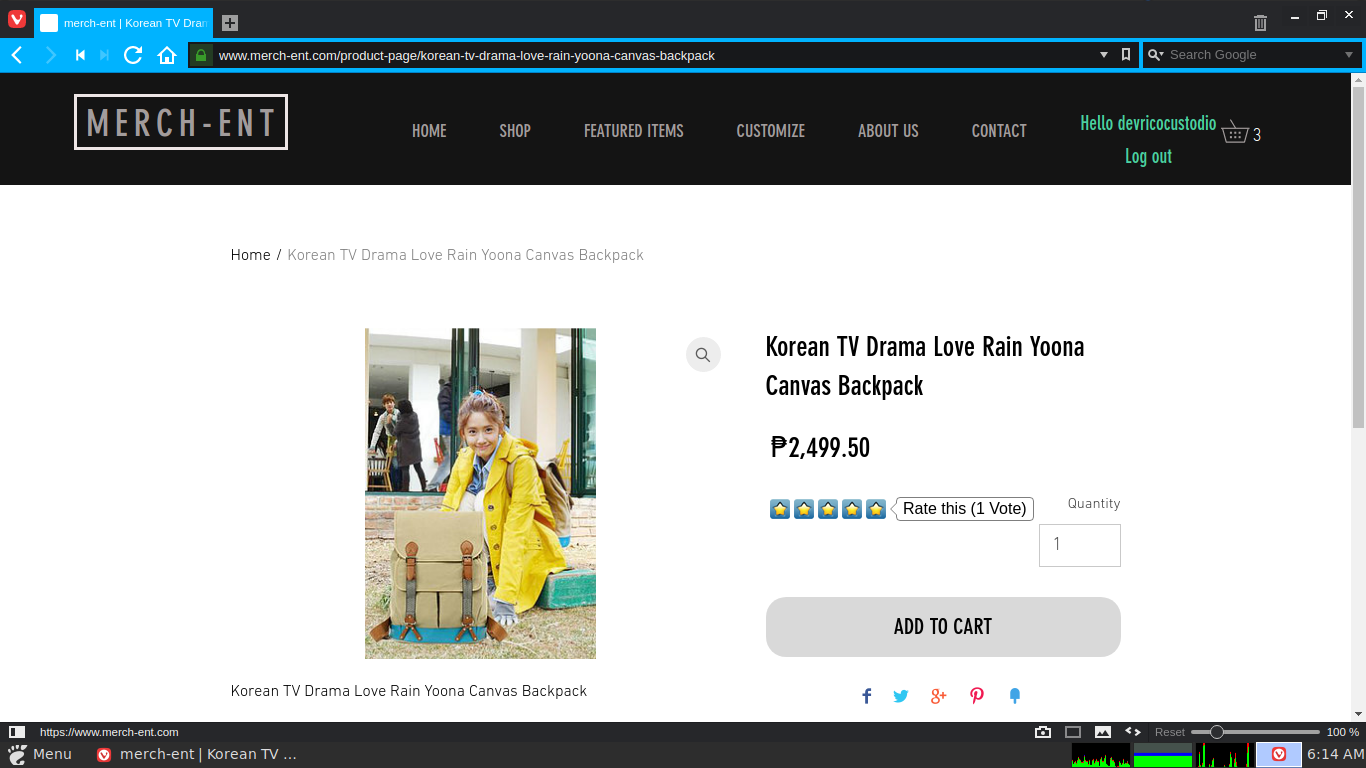 merch-ent | Korean TV Dran
www.merch-ent.com/product-page/korean-tv-drama-love-rain-yoona-canvas-backpack
Search Google
MERCH-ENT
HOME
SHOP
FEATURED ITEMS
CUSTOMIZE
ABOUT US
CONTACT
Hello devricocustodio
3
Log out
Home / Korean TV Drama Love Rain Yoona Canvas Backpack
Korean TV Drama Love Rain Yoona
Canvas Backpack
₱2,499.50
Rate this (1 Vote)
Quantity
1
ADD TO CART
Korean TV Drama Love Rain Yoona Canvas Backpack
https://www.merch-ent.com
Reset
100 %
Menu
merch-ent | Korean TV ...
6:14 AM